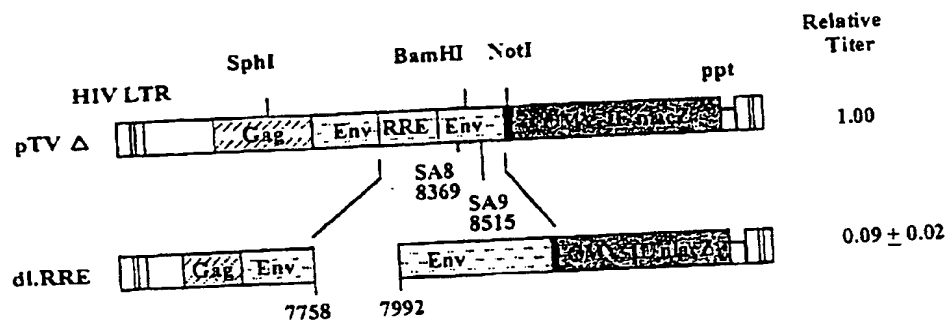 Relative
Titer
SphI
BamHI NotI
ppt
HIV LTR
pTV Δ
Gag
Env
RRE
Env
1.00
SA8
8369
SA9
8515
dl.RRE
Gag
Env
Env
0.09 ± 0.02
7758
7992